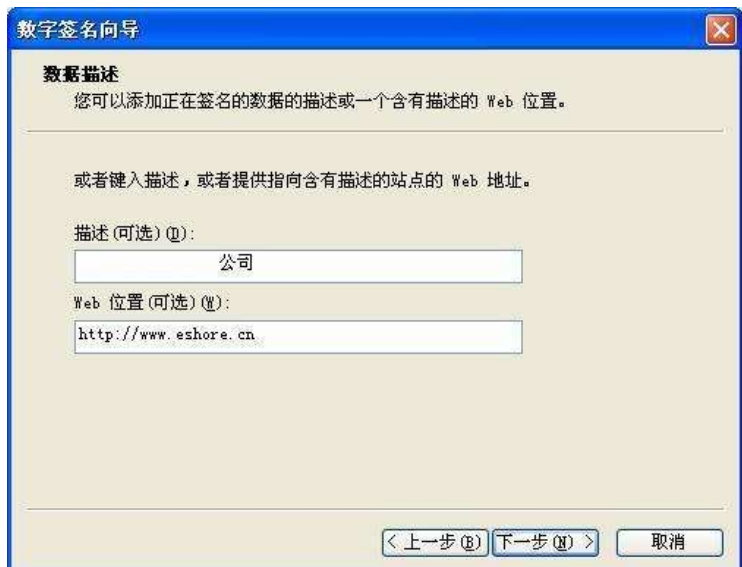 数字签名向导
数据描述
您可以添加正在签名的数据的描述或一个含有描述的 Web 位置。
或者键入描述,或者提供指向含有描述的站点的 Web 地址。
描述(可选)(D):
公司
Web 位置(可选)(W):
http://www.eshore.cn
< 上一步(B) 下一步(N) > 取消